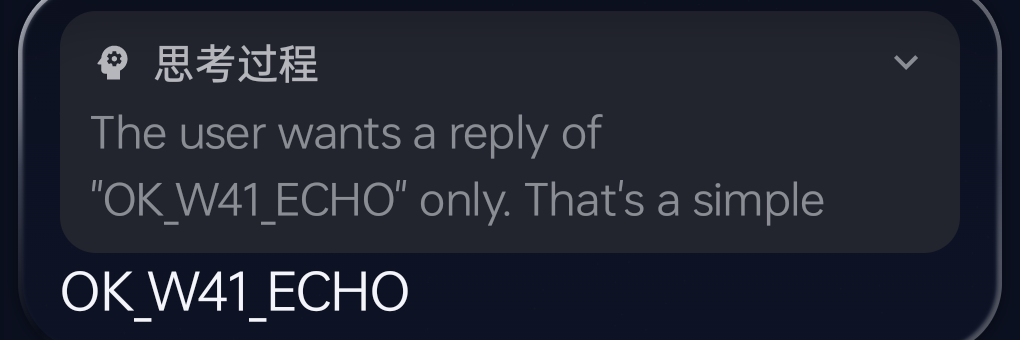 思考过程
The user wants a reply of
"OK_W41_ECHO" only. That's a simple
OK_W41_ECHO